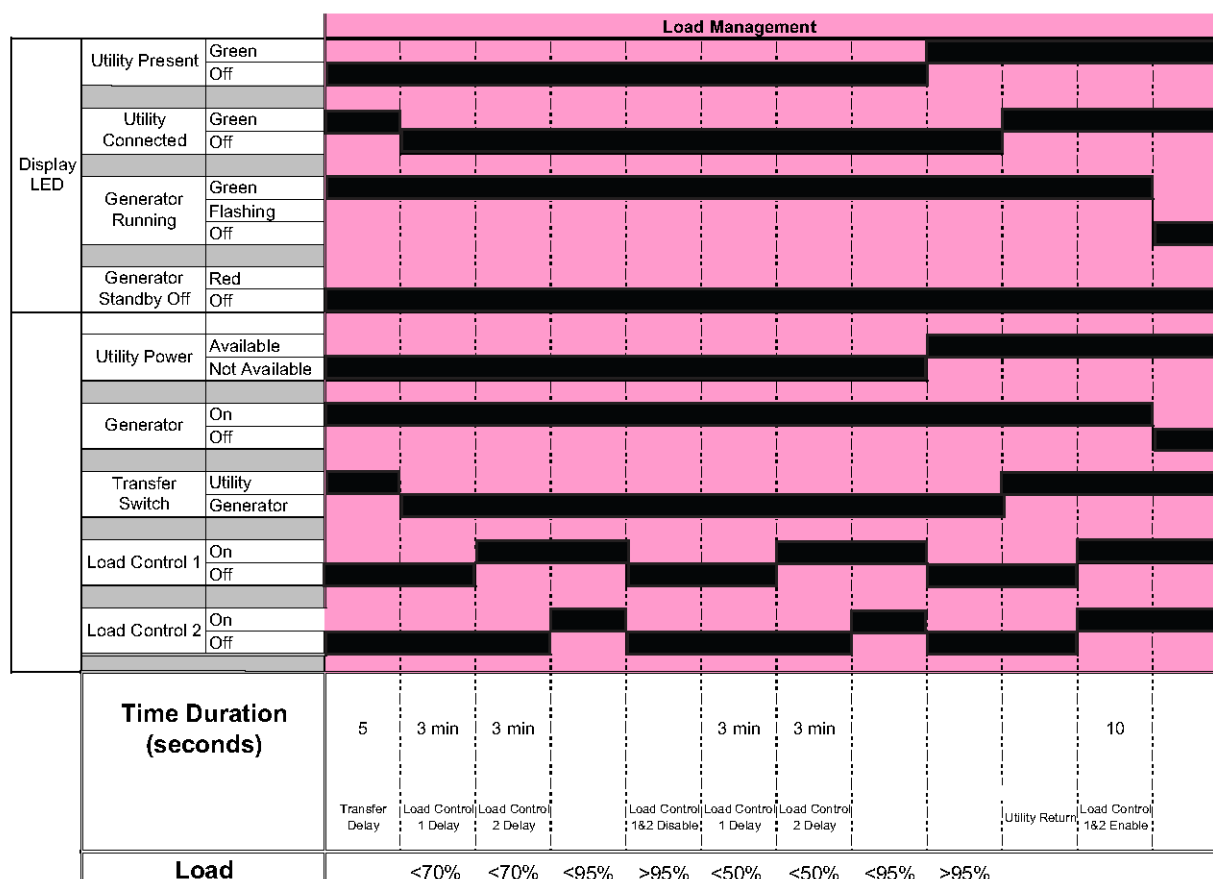 Load Management
Display
LED
Utility Present
Green
Off
Utility
Connected
Green
Off
Generator
Running
Green
Flashing
Off
Generator
Standby Off
Red
Off
Utility Power
Available
Not Available
Generator
On
Off
Transfer
Switch
Utility
Generator
Load Control 1
On
Off
Load Control 2
On
Off
Time Duration
(seconds)
5 3 min 3 min 3 min 3 min 10
Transfer
Delay
Load Control
1 Delay
Load Control
2 Delay
Load Control
1&2 Disable
Load Control
1 Delay
Load Control
2 Delay
Utility Return
Load Control
1&2 Enable
Load <70% <70% <95% >95% <50% <50% <95% >95%